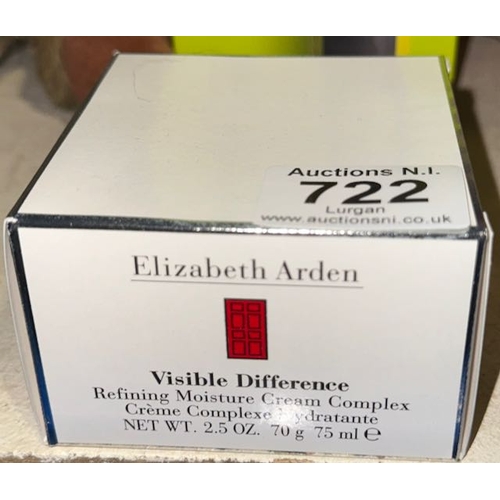 Auctions N.I.
722
Lurgan
www.auctionsni.co.uk
Elizabeth Arden
Visible Difference
Refining Moisture Cream Complex
Crème Complexe Hydratante
NET WT. 2.5 OZ. 70 g 75 ml ℮